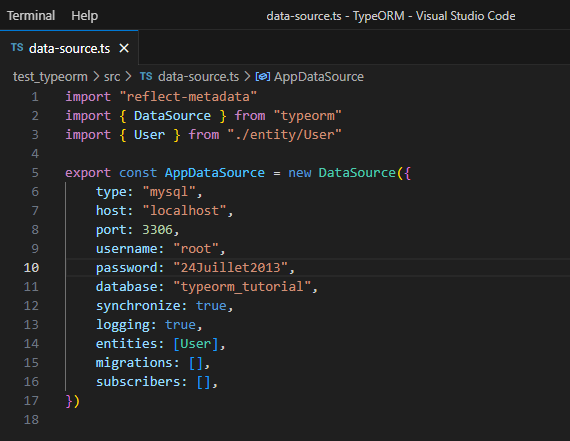 Terminal Help data-source.ts - TypeORM - Visual Studio Code
TS data-source.ts ×
test_typeorm > src > TS data-source.ts > AppDataSource
1 import "reflect-metadata"
2 import { DataSource } from "typeorm"
3 import { User } from "./entity/User"
4
5 export const AppDataSource = new DataSource({
6 type: "mysql",
7 host: "localhost",
8 port: 3306,
9 username: "root",
10 password: "24Juillet2013",
11 database: "typeorm_tutorial",
12 synchronize: true,
13 logging: true,
14 entities: [User],
15 migrations: [],
16 subscribers: [],
17 })
18